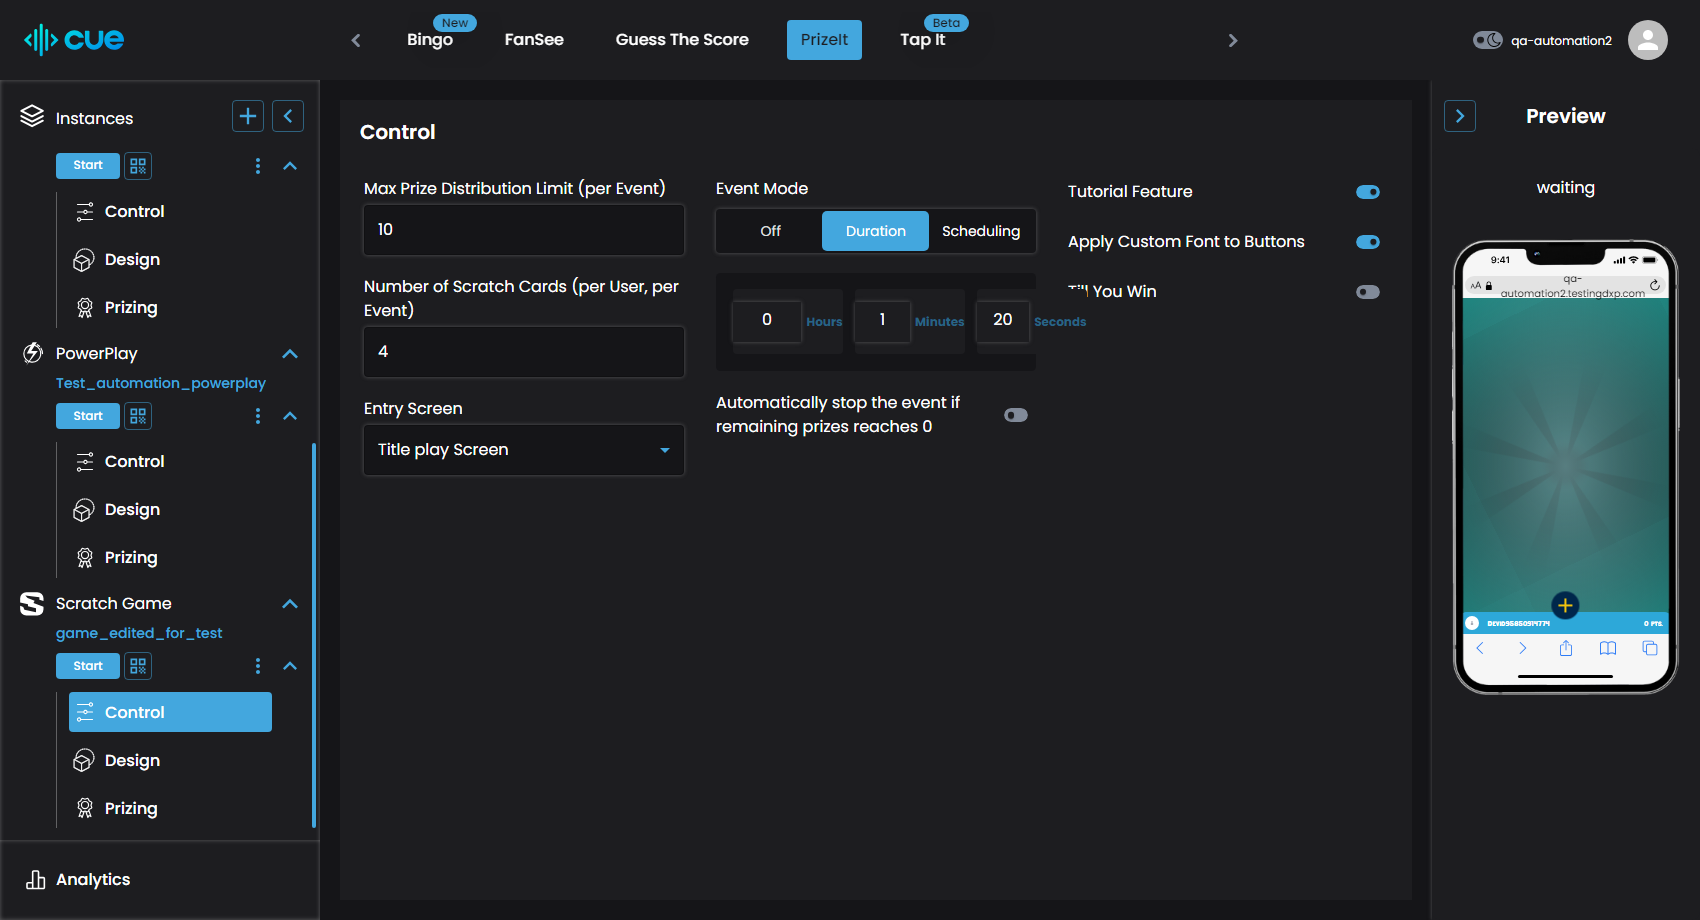 cue
Bingo
New
FanSee
Guess The Score
PrizeIt
Tap It
Beta
qa-automation2
Instances
Start
Control
Design
Prizing
PowerPlay
Test_automation_powerplay
Start
Control
Design
Prizing
Scratch Game
game_edited_for_test
Start
Control
Design
Prizing
Analytics
Control
Max Prize Distribution Limit (per Event)
10
Number of Scratch Cards (per User, per
Event)
4
Entry Screen
Title play Screen
Event Mode
Off
Duration
Scheduling
0
Hours
1
Minutes
20
Seconds
Automatically stop the event if
remaining prizes reaches 0
Tutorial Feature
Apply Custom Font to Buttons
Till You Win
Preview
waiting
9:41
AA
qa-
automation2.testingdxp.com
0 PTS.